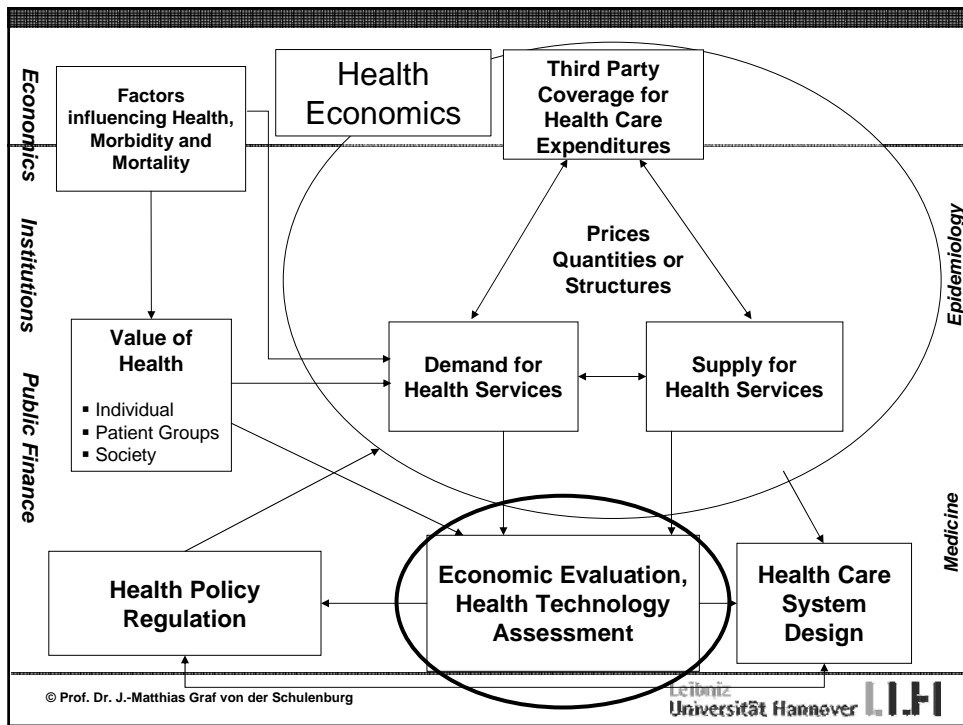 Health
Economics
Third Party
Coverage for
Health Care
Expenditures
Factors
influencing Health,
Morbidity and
Mortality
Economics
Institutions
Public Finance
Epidemiology
Medicine
Prices
Quantities or
Structures
Value of
Health
▪ Individual
▪ Patient Groups
▪ Society
Demand for
Health Services
Supply for
Health Services
Health Policy
Regulation
Economic Evaluation,
Health Technology
Assessment
Health Care
System
Design
© Prof. Dr. J.-Matthias Graf von der Schulenburg
Leibniz
Universität Hannover